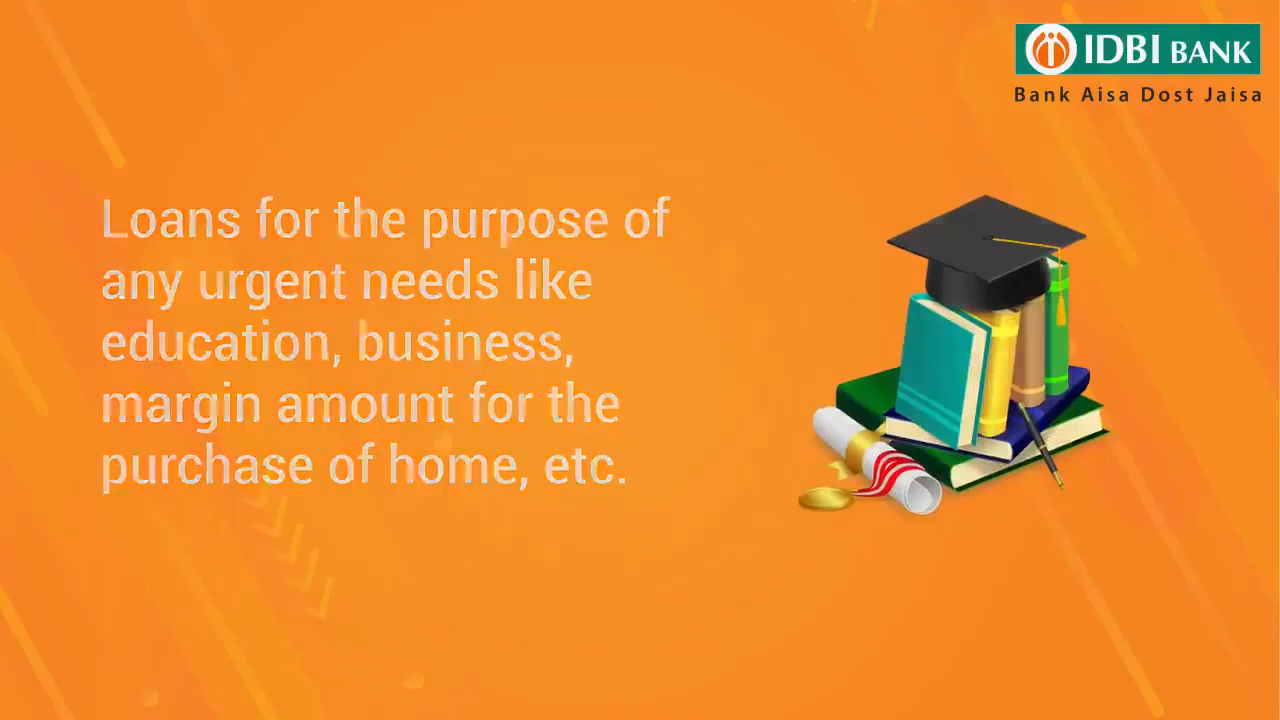 IDBI BANK
Bank Aisa Dost Jaisa
Loans for the purpose of
any urgent needs like
education, business,
margin amount for the
purchase of home, etc.